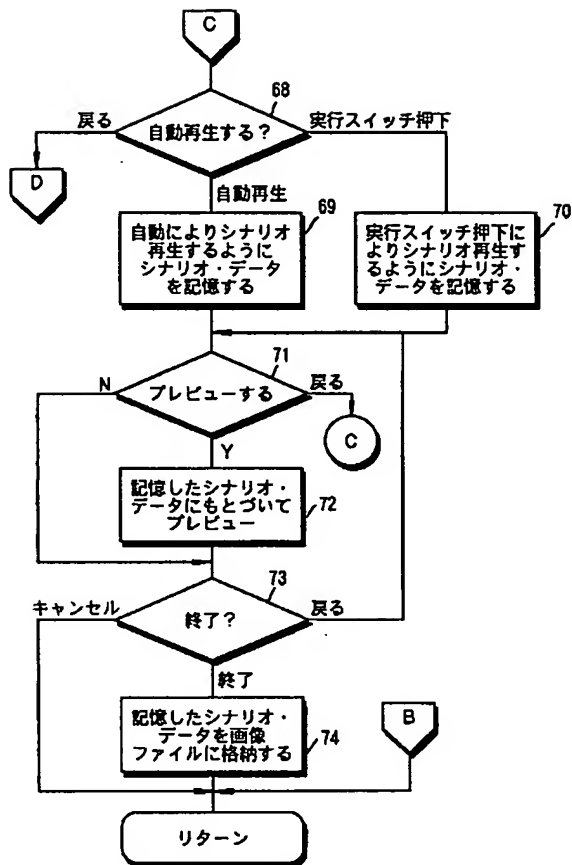 C
68
自動再生する?
戻る
実行スイッチ押下
D
自動再生
69
自動によりシナリオ
再生するように
シナリオ・データ
を記憶する
70
実行スイッチ押下に
よりシナリオ再生す
るようにシナリオ・
データを記憶する
71
N
プレビューする
戻る
C
Y
記憶したシナリオ・
データにもとづいて
プレビュー
72
73
キャンセル
終了?
戻る
終了
記憶したシナリオ・
データを画像
ファイルに格納する
74
B
リターン